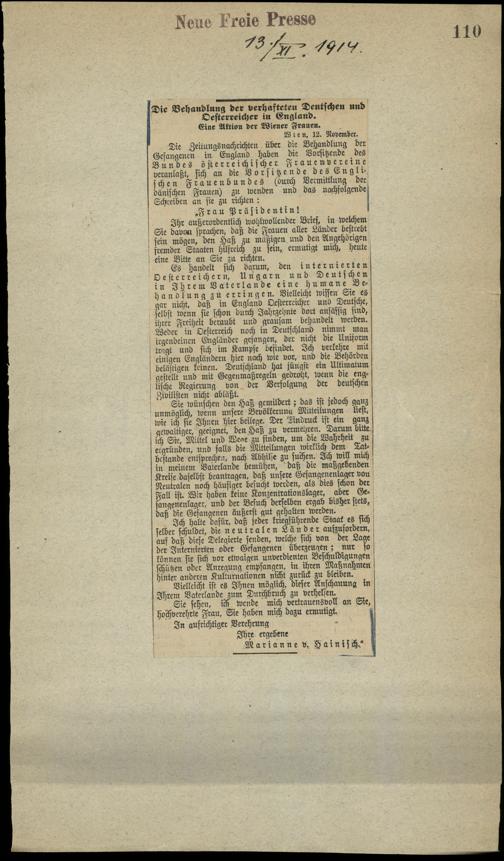 Neue Freie Presse
110
13./XI. 1914.
Die Behandlung der verhafteten Deutschen und
Oesterreicher in England.
Eine Aktion der Wiener Frauen.
Wien, 12. November.
Die Zeitungsnachrichten über die Behandlung der
Gefangenen in England haben die Vorsitzende des
Bundes österreichischer Frauenvereine
veranlaßt, sich an die Vorsitzende des Engli-
schen Frauenbundes (durch Vermittlung der
dänischen Frauen) zu wenden und das nachfolgende
Schreiben an sie zu richten:
„Frau Präsidentin!
Ihr außerordentlich wohlwollender Brief, in welchem
Sie davon sprachen, daß die Frauen aller Länder bestrebt
sein mögen, den Haß zu mäßigen und den Angehörigen
fremder Staaten hilfreich zu sein, ermutigt mich, heute
eine Bitte an Sie zu richten.
Es handelt sich darum, den internierten
Oesterreichern, Ungarn und Deutschen
in Ihrem Vaterlande eine humane Be-
handlung zu erringen. Vielleicht wissen Sie es
gar nicht, daß in England Oesterreicher und Deutsche,
selbst wenn sie schon durch Jahrzehnte dort ansässig sind,
ihrer Freiheit beraubt und grausam behandelt werden.
Weder in Oesterreich noch in Deutschland nimmt man
irgendeinen Engländer gefangen, der nicht die Uniform
trägt und sich im Kampfe befindet. Ich verkehre mit
einigen Engländern hier nach wie vor, und die Behörden
belästigen keinen. Deutschland hat jüngst ein Ultimatum
gestellt und mit Gegenmaßregeln gedroht, wenn die eng-
lische Regierung von der Verfolgung der deutschen
Zivilisten nicht abläßt.
Sie wünschen den Haß gemildert; das ist jedoch ganz
unmöglich, wenn unsere Bevölkerung Mitteilungen liest,
wie ich sie Ihnen hier beilege. Der Eindruck ist ein ganz
gewaltiger, geeignet, den Haß zu vermehren. Darum bitte
ich Sie, Mittel und Wege zu finden, um die Wahrheit zu
ergründen, und falls die Mitteilungen wirklich dem Tat-
bestande entsprechen, nach Abhilfe zu suchen. Ich will mich
in meinem Vaterlande bemühen, daß die maßgebenden
Kreise daselbst beantragen, daß unsere Gefangenenlager von
Neutralen noch häufiger besucht werden, als dies schon der
Fall ist. Wir haben keine Konzentrationslager, aber Ge-
fangenenlager, und der Besuch derselben ergab bisher stets,
daß die Gefangenen äußerst gut gehalten werden.
Ich halte dafür, daß jeder kriegführende Staat es sich
selber schuldet, die neutralen Länder aufzufordern,
auf daß diese Delegierte senden, welche sich von der Lage
der Internierten oder Gefangenen überzeugen; nur so
können sie sich vor etwaigen unverdienten Beschuldigungen
schützen oder Anregung empfangen, in ihren Maßnahmen
hinter anderen Kulturnationen nicht zurück zu bleiben.
Vielleicht ist es Ihnen möglich, dieser Anschauung in
Ihrem Vaterlande zum Durchbruch zu verhelfen.
Sie sehen, ich wende mich vertrauensvoll an Sie,
hochverehrte Frau, Sie haben mich dazu ermutigt.
In aufrichtiger Verehrung
Ihre ergebene
Marianne v. Hainisch."